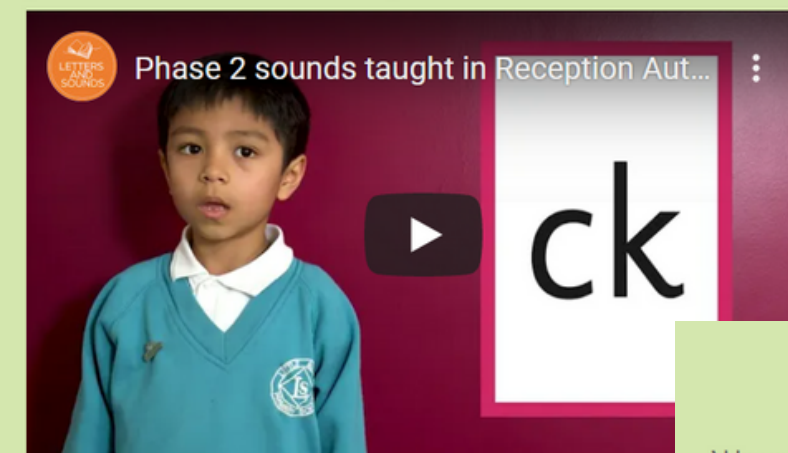 LETTERS
AND
SOUNDS
Phase 2 sounds taught in Reception Aut...
ck